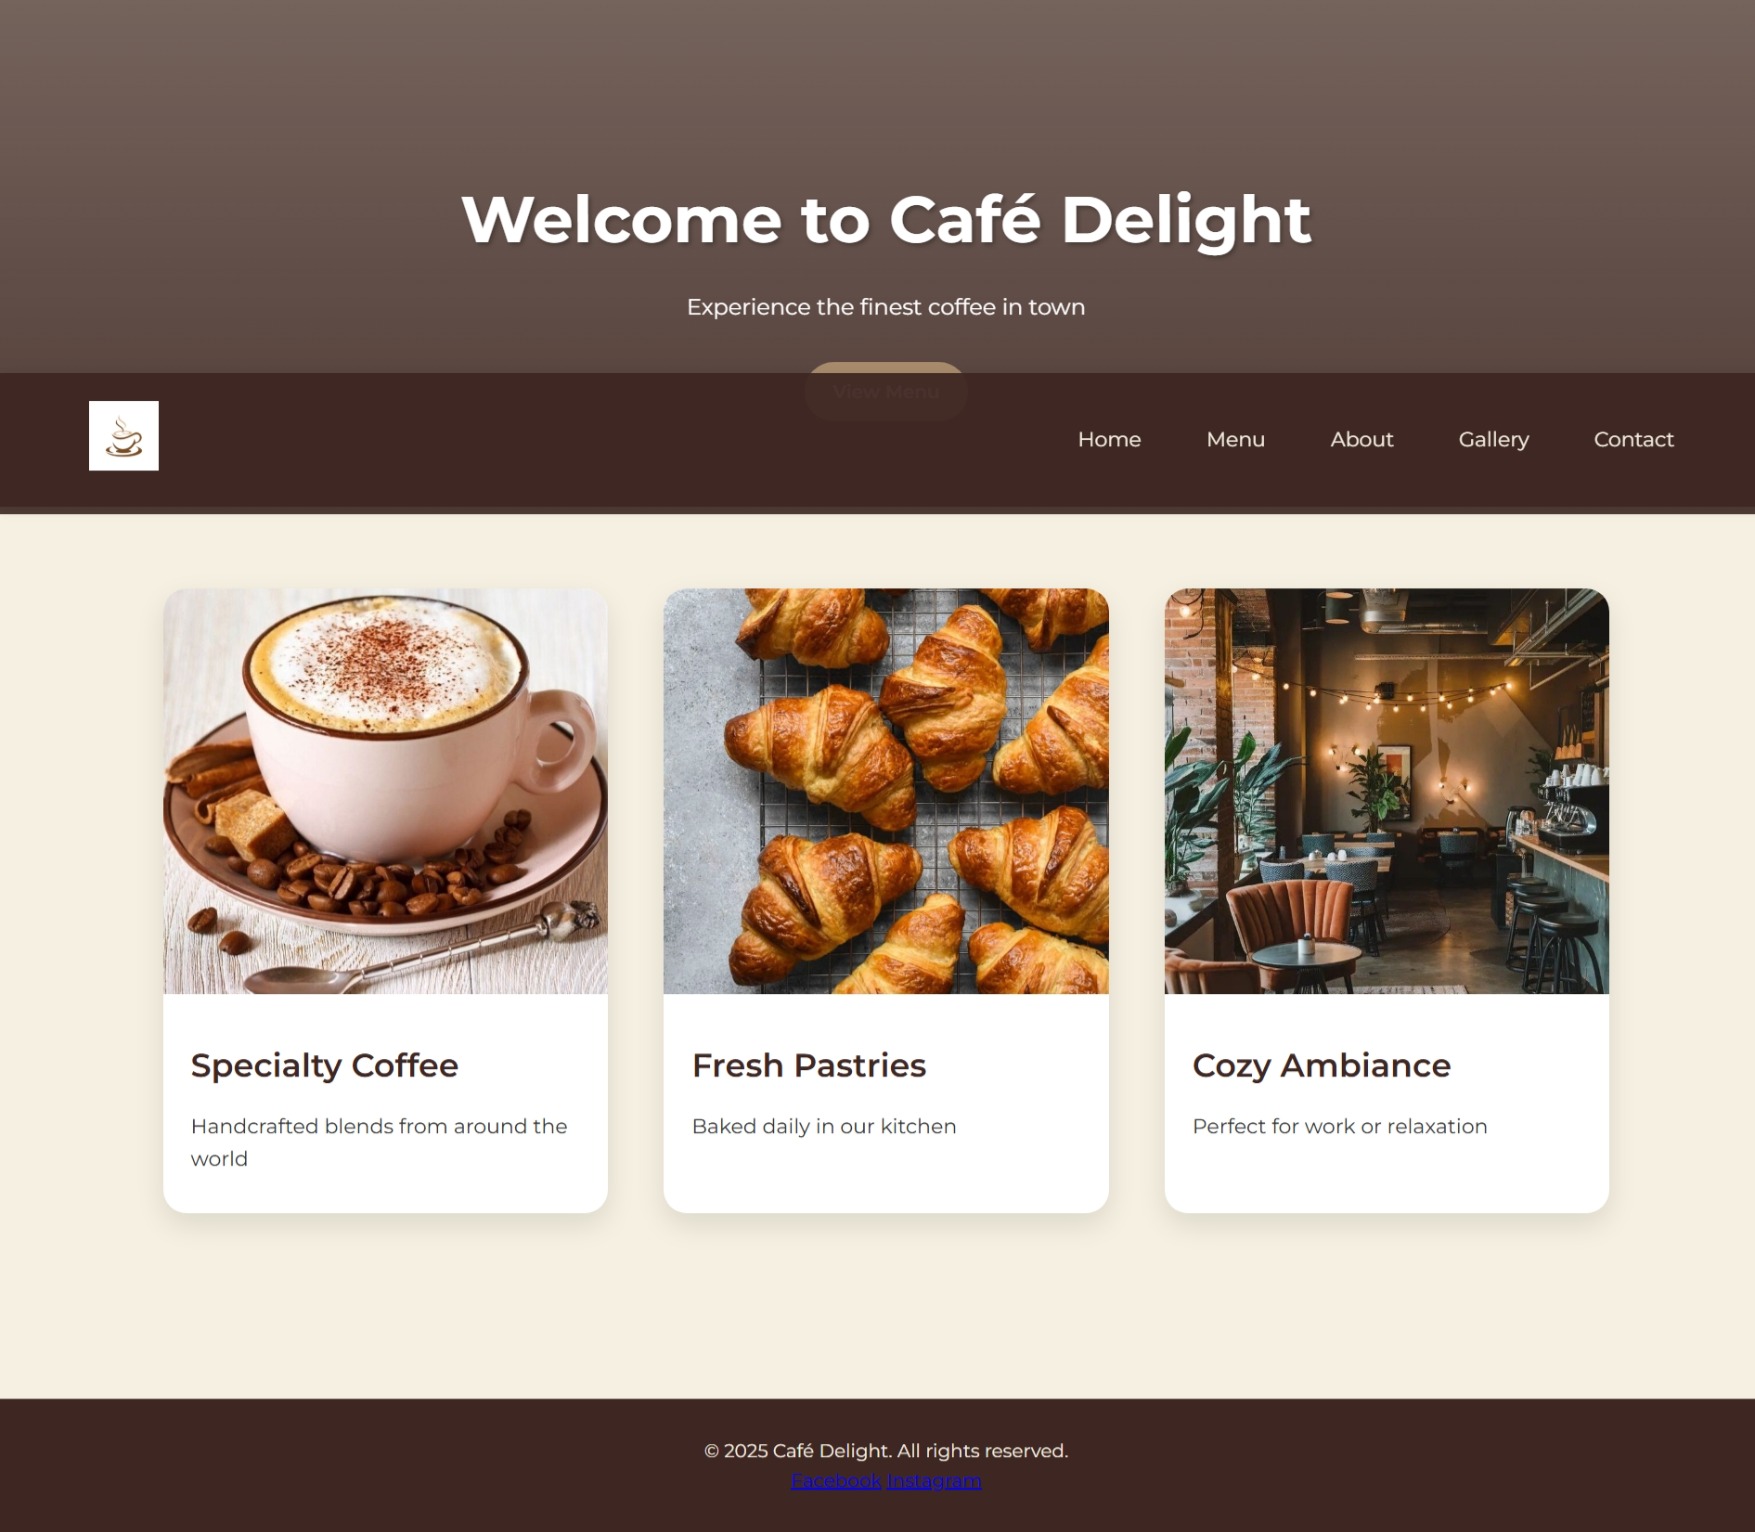 Welcome to Café Delight
Experience the finest coffee in town
View Menu
Home Menu About Gallery Contact
Specialty Coffee
Handcrafted blends from around the
world
Fresh Pastries
Baked daily in our kitchen
Cozy Ambiance
Perfect for work or relaxation
© 2025 Café Delight. All rights reserved.
Facebook Instagram